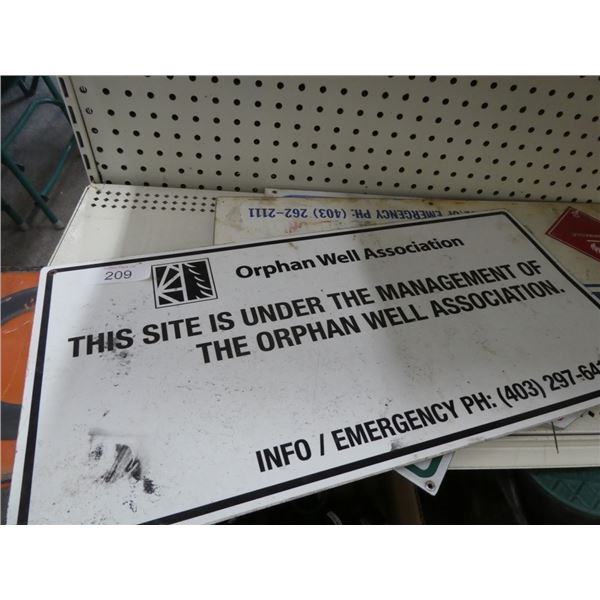 EMERGENCY PH: (403) 262-2111
209
Orphan Well Association
THIS SITE IS UNDER THE MANAGEMENT OF
THE ORPHAN WELL ASSOCIATION.
INFO / EMERGENCY PH: (403) 297-64